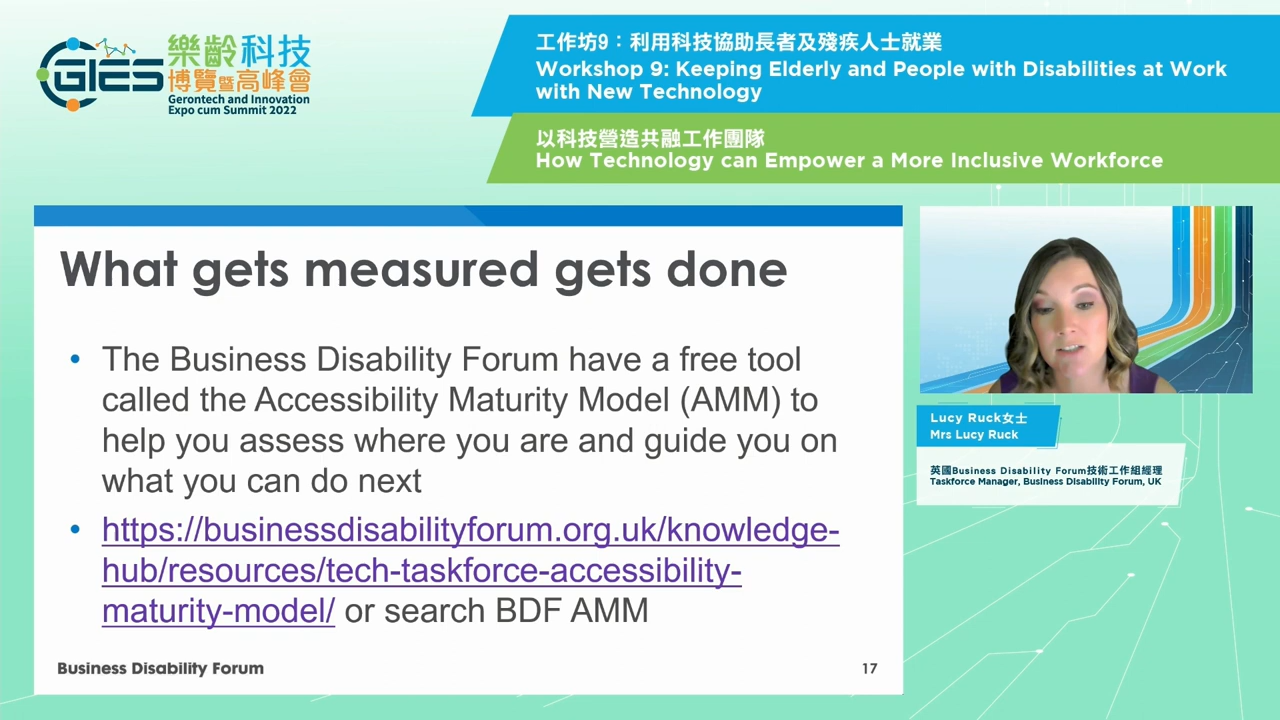 GIES
樂齡科技
博覽暨高峰會
Gerontech and Innovation
Expo cum Summit 2022
工作坊9：利用科技協助長者及殘疾人士就業
Workshop 9: Keeping Elderly and People with Disabilities at Work
with New Technology
以科技營造共融工作團隊
How Technology can Empower a More Inclusive Workforce
What gets measured gets done
• The Business Disability Forum have a free tool
called the Accessibility Maturity Model (AMM) to
help you assess where you are and guide you on
what you can do next
• https://businessdisabilityforum.org.uk/knowledge-
hub/resources/tech-taskforce-accessibility-
maturity-model/ or search BDF AMM
Business Disability Forum
17
Lucy Ruck女士
Mrs Lucy Ruck
英國Business Disability Forum技術工作組經理
Taskforce Manager, Business Disability Forum, UK